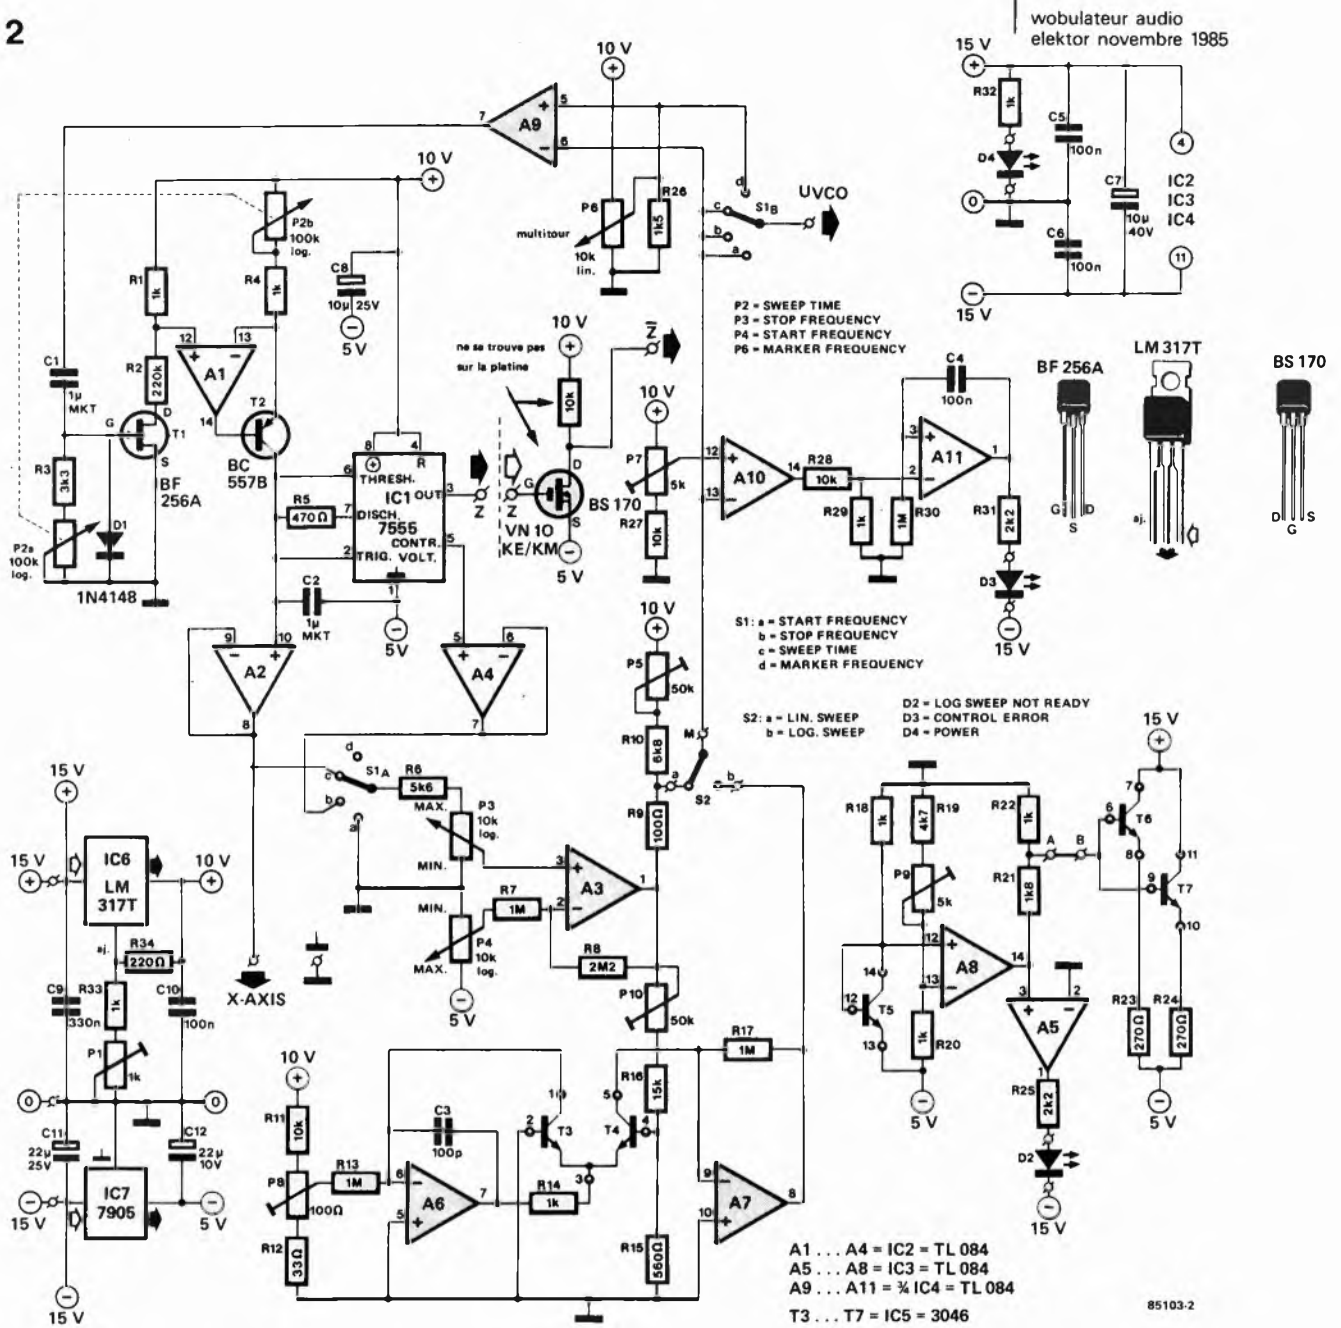 2
wobulateur audio
elektor novembre 1985
10 V
15 V
R32
1k
C5
100n
D4
C7
10µ
40V
C6
100n
0
15 V
4
IC2
IC3
IC4
11
7
A9
5
6
+
−
10 V
P2b
100k
log.
R1
1k
R4
1k
C8
10µ 25V
5 V
P6
multitour
10k
lin.
R26
1k5
d
c
b
a
S1B
UVCO
P2 = SWEEP TIME
P3 = STOP FREQUENCY
P4 = START FREQUENCY
P6 = MARKER FREQUENCY
C1
1µ
MKT
R2
220k
12
13
A1
14
T2
BC
557B
G
D
T1
S
BF
256A
R3
3k3
P2a
100k
log.
D1
1N4148
R5
470Ω
8
4
R
6
THRESH.
IC1
OUT
3
7
DISCH.
7555
CONTR.
5
2
TRIG.
VOLT.
1
Z
C2
1µ
MKT
5V
ne se trouve pas
sur la platine
10 V
10k
Z
G
D
S
BS 170
VN 10
KE/KM
5 V
10 V
P7
5k
R27
10k
12
13
A10
14
R28
10k
R29
1k
1M
R30
C4
100n
3
2
A11
1
R31
2k2
D3
15 V
BF 256A
G
S
D
LM 317T
aj.
BS 170
D
G
S
S1: a = START FREQUENCY
b = STOP FREQUENCY
c = SWEEP TIME
d = MARKER FREQUENCY
S2: a = LIN. SWEEP
b = LOG. SWEEP
D2 = LOG SWEEP NOT READY
D3 = CONTROL ERROR
D4 = POWER
9
10
A2
8
5
6
A4
7
X-AXIS
d
c
b
a
S1A
R6
5k6
MAX.
P3
10k
log.
MIN.
MIN.
P4
10k
log.
MAX.
5 V
R7
1M
3
2
A3
1
R8
2M2
10 V
P5
50k
R10
6k8
M
a
b
S2
R9
100Ω
P10
50k
R16
15k
R15
560Ω
15 V
15 V
IC6
LM
317T
10 V
aj.
R34
220Ω
C9
330n
R33
1k
C10
100n
P1
1k
0
0
C11
22µ
25V
C12
22µ
10V
IC7
7905
15 V
5 V
15 V
10 V
R11
10k
P8
100Ω
R12
33Ω
R13
1M
C3
100p
6
5
A6
7
R14
1k
1
2
T3
3
5
T4
4
R17
1M
9
10
A7
8
R18
1k
R19
4k7
P9
5k
R20
1k
14
12
T5
13
5 V
12
13
A8
14
R22
1k
R21
1k8
A
B
3
2
A5
1
R25
2k2
D2
15 V
15 V
7
6
T6
8
11
9
T7
10
R23
270Ω
R24
270Ω
5 V
A1 . . . A4 = IC2 = TL 084
A5 . . . A8 = IC3 = TL 084
A9 . . . A11 = ¾ IC4 = TL 084
T3 . . . T7 = IC5 = 3046
85103-2